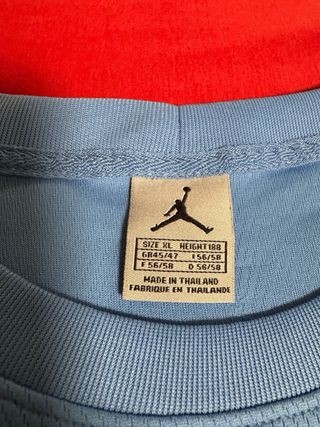 SIZE XL HEIGHT188
GB45/47 I 56/58
F 56/58 D 56/58
MADE IN THAILAND
FABRIQUE EN THAILANDE